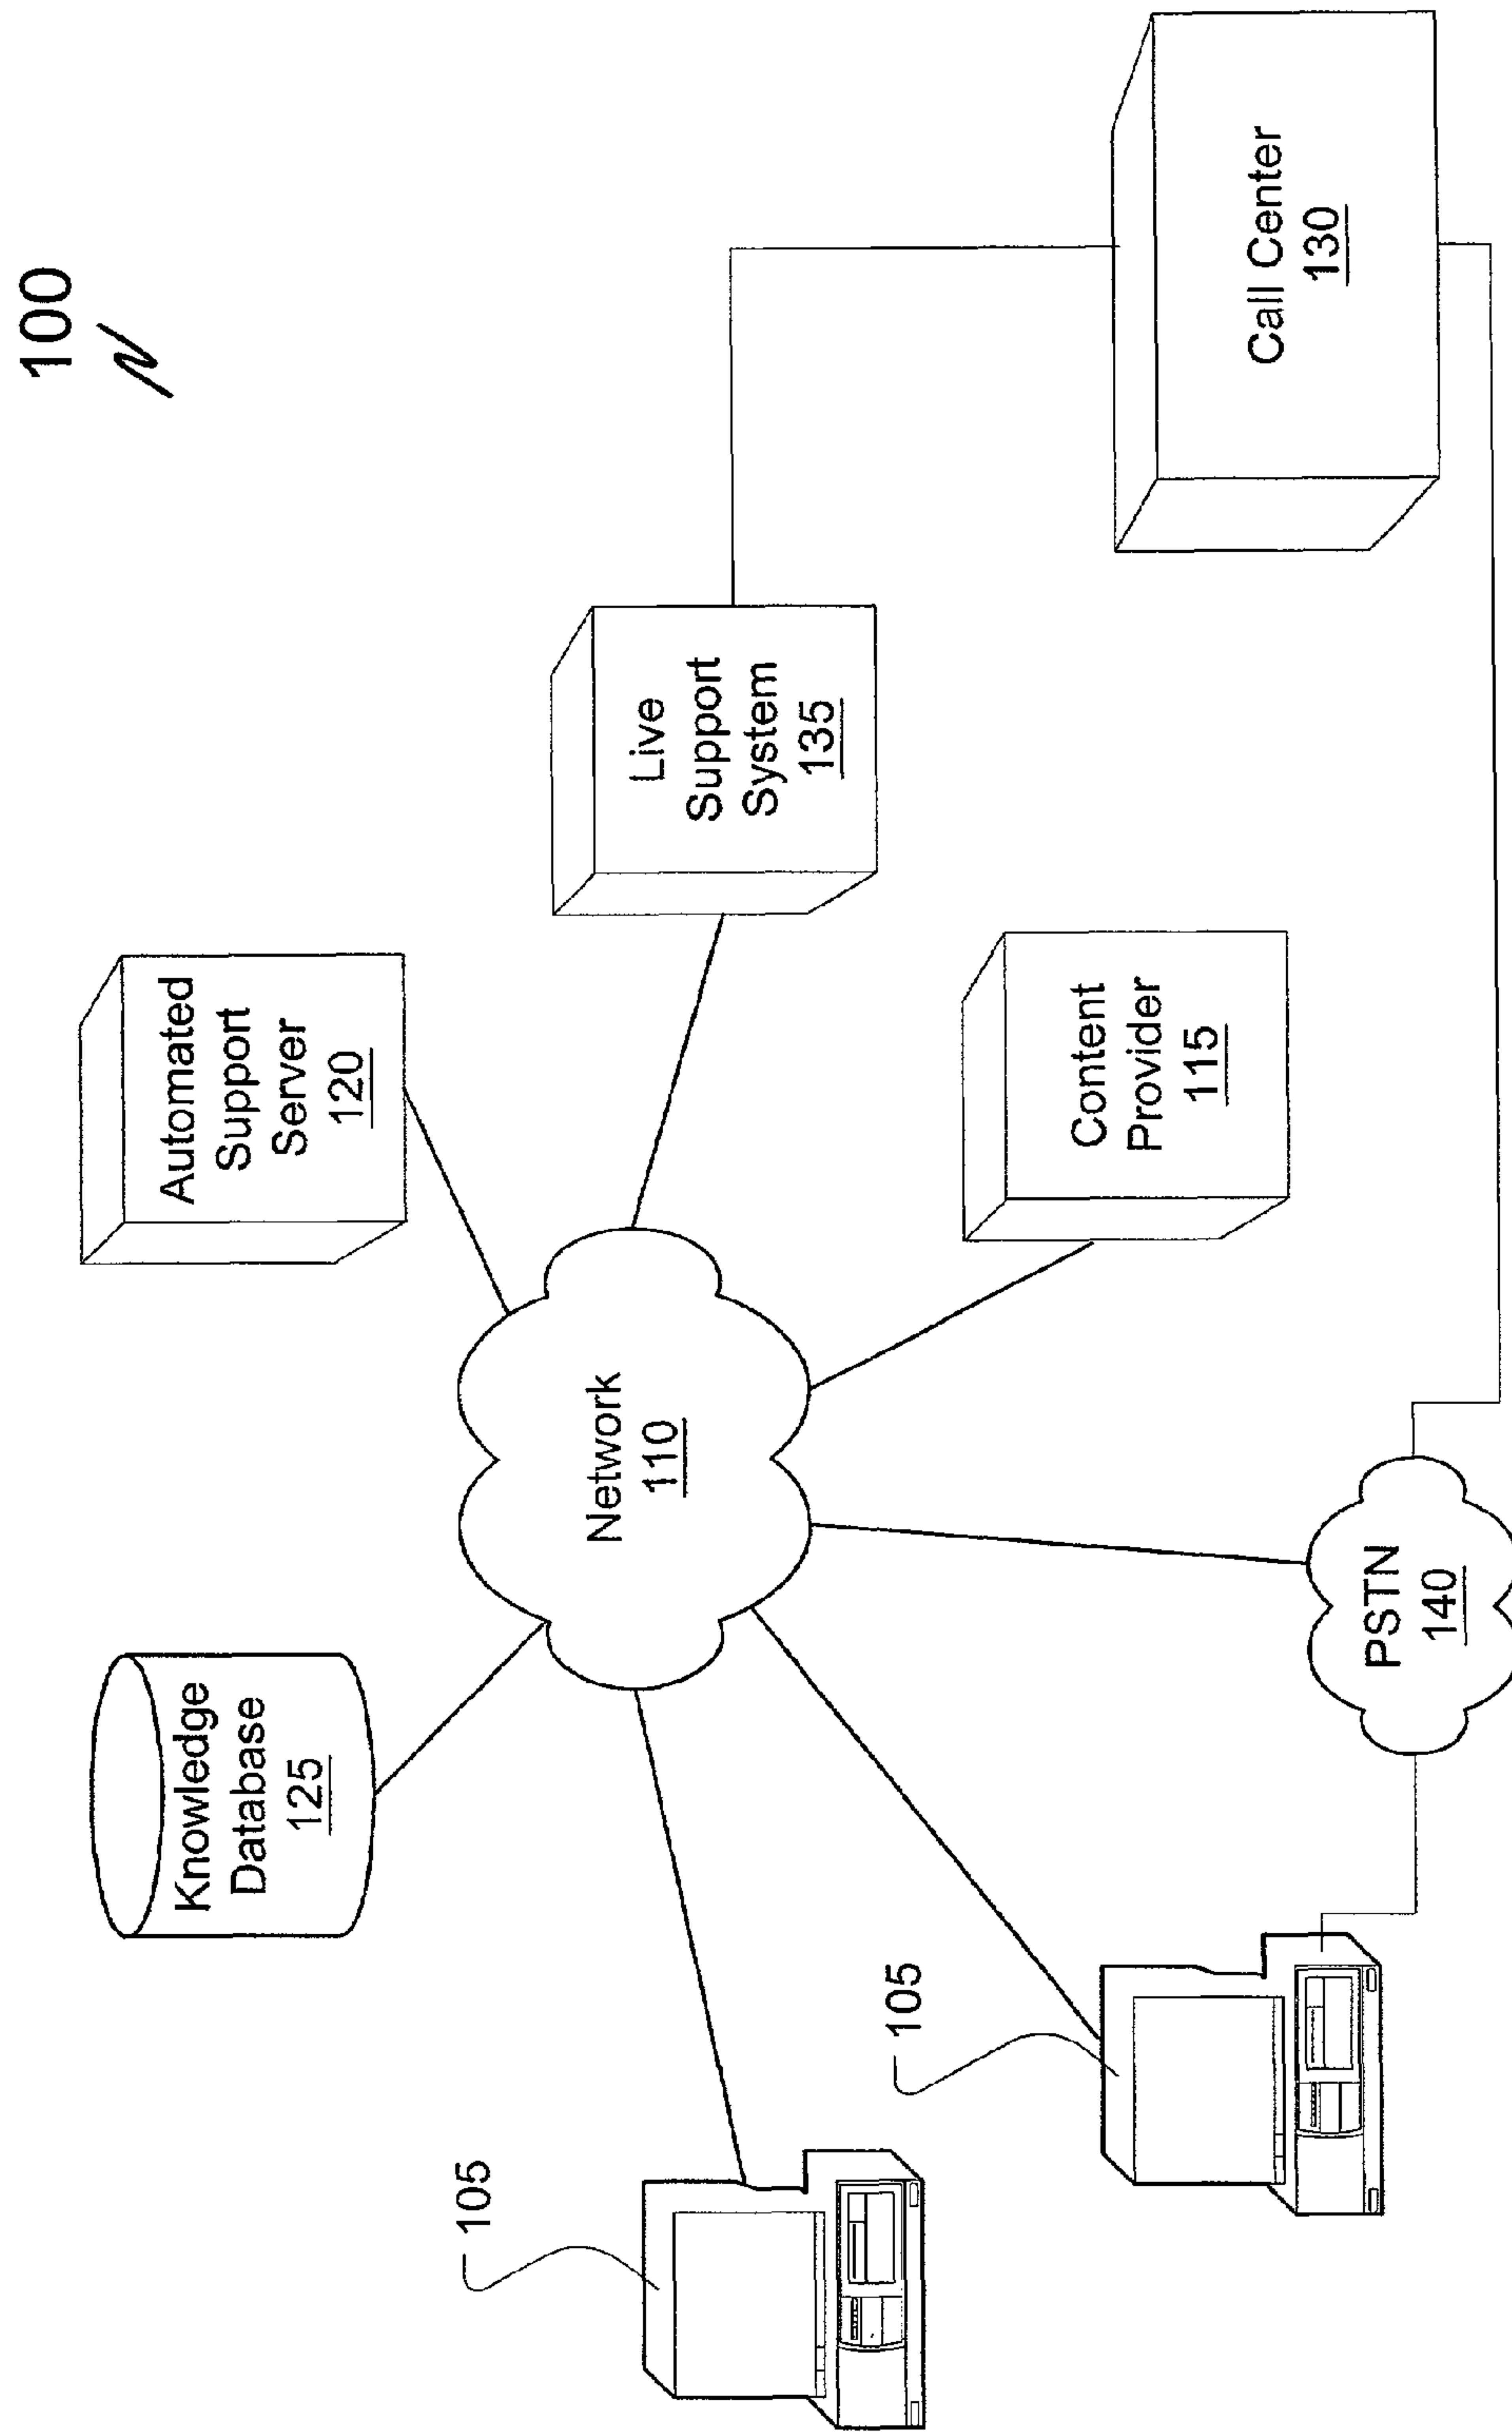 100
Knowledge
Database
125
Automated
Support
Server
120
Network
110
Live
Support
System
135
105
105
Content
Provider
115
Call Center
130
PSTN
140